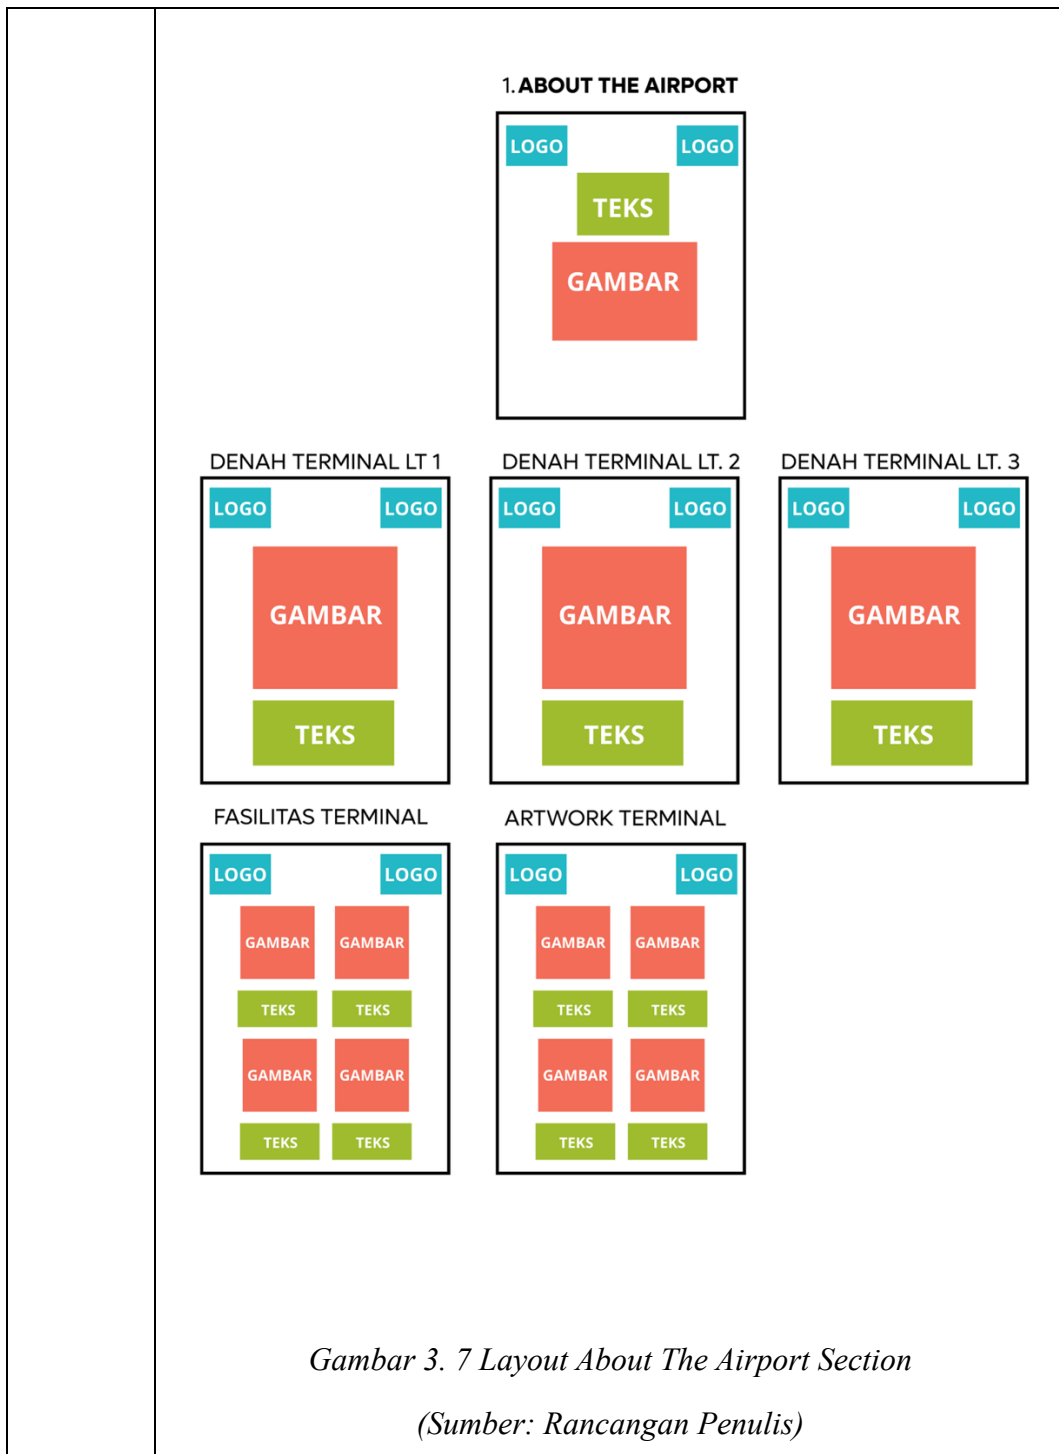 1. ABOUT THE AIRPORT
LOGO LOGO
TEKS
GAMBAR
DENAH TERMINAL LT 1 DENAH TERMINAL LT. 2 DENAH TERMINAL LT. 3
LOGO LOGO LOGO LOGO LOGO LOGO
GAMBAR GAMBAR GAMBAR
TEKS TEKS TEKS
FASILITAS TERMINAL ARTWORK TERMINAL
LOGO LOGO LOGO LOGO
GAMBAR GAMBAR GAMBAR GAMBAR
TEKS TEKS TEKS TEKS
GAMBAR GAMBAR GAMBAR GAMBAR
TEKS TEKS TEKS TEKS
Gambar 3. 7 Layout About The Airport Section
(Sumber: Rancangan Penulis)